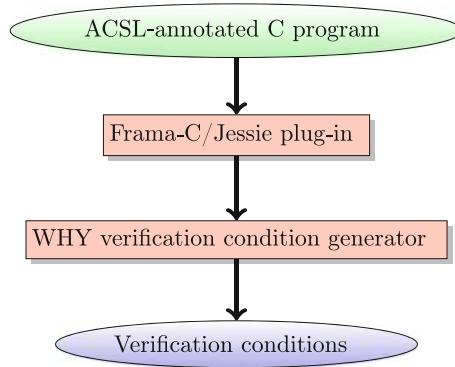 ACSL-annotated C program
Frama-C/Jessie plug-in
WHY verification condition generator
Verification conditions